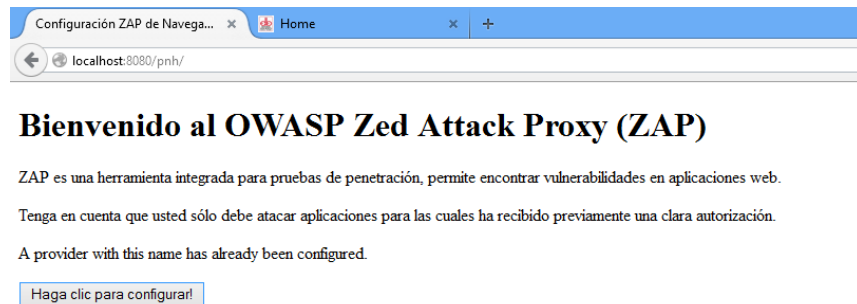 Configuración ZAP de Navega...
Home
localhost:8080/pnh/
Bienvenido al OWASP Zed Attack Proxy (ZAP)
ZAP es una herramienta integrada para pruebas de penetración, permite encontrar vulnerabilidades en aplicaciones web.
Tenga en cuenta que usted sólo debe atacar aplicaciones para las cuales ha recibido previamente una clara autorización.
A provider with this name has already been configured.
Haga clic para configurar!